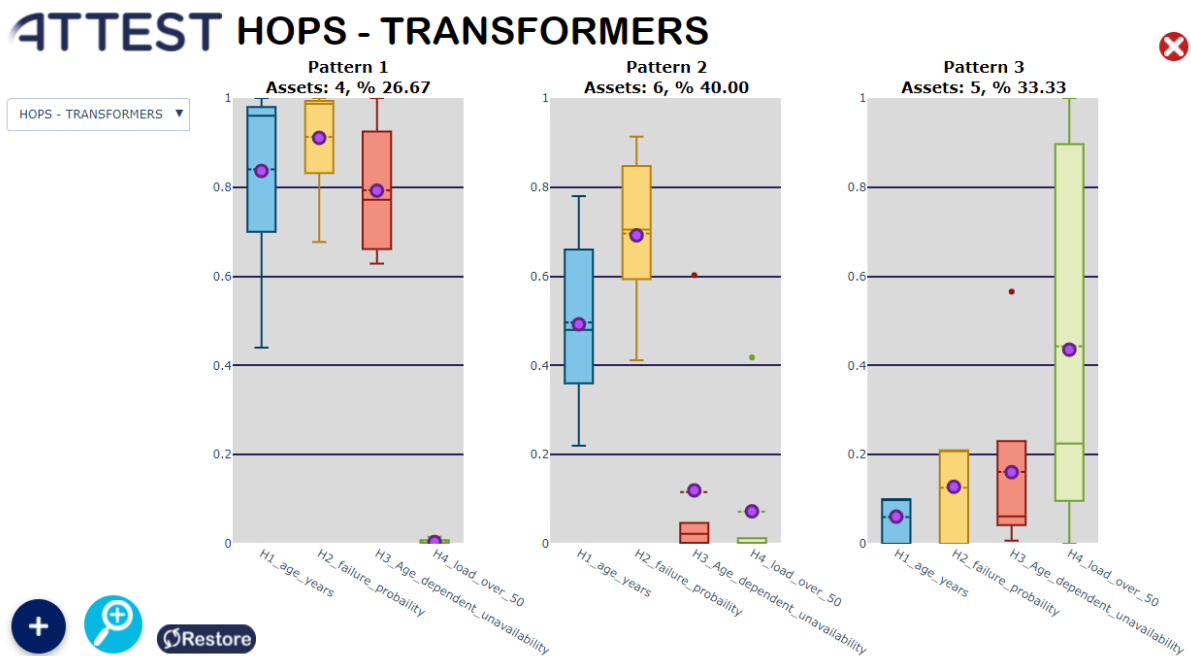 ATTEST HOPS - TRANSFORMERS
HOPS - TRANSFORMERS
Pattern 1
Assets: 4, % 26.67
1
0.8
0.6
0.4
0.2
0
H1_age_years
H2_failure_probaility
H3_Age_dependent_unavailability
H4_load_over_50
Pattern 2
Assets: 6, % 40.00
1
0.8
0.6
0.4
0.2
0
H1_age_years
H2_failure_probaility
H3_Age_dependent_unavailability
H4_load_over_50
Pattern 3
Assets: 5, % 33.33
1
0.8
0.6
0.4
0.2
0
H1_age_years
H2_failure_probaility
H3_Age_dependent_unavailability
H4_load_over_50
Restore